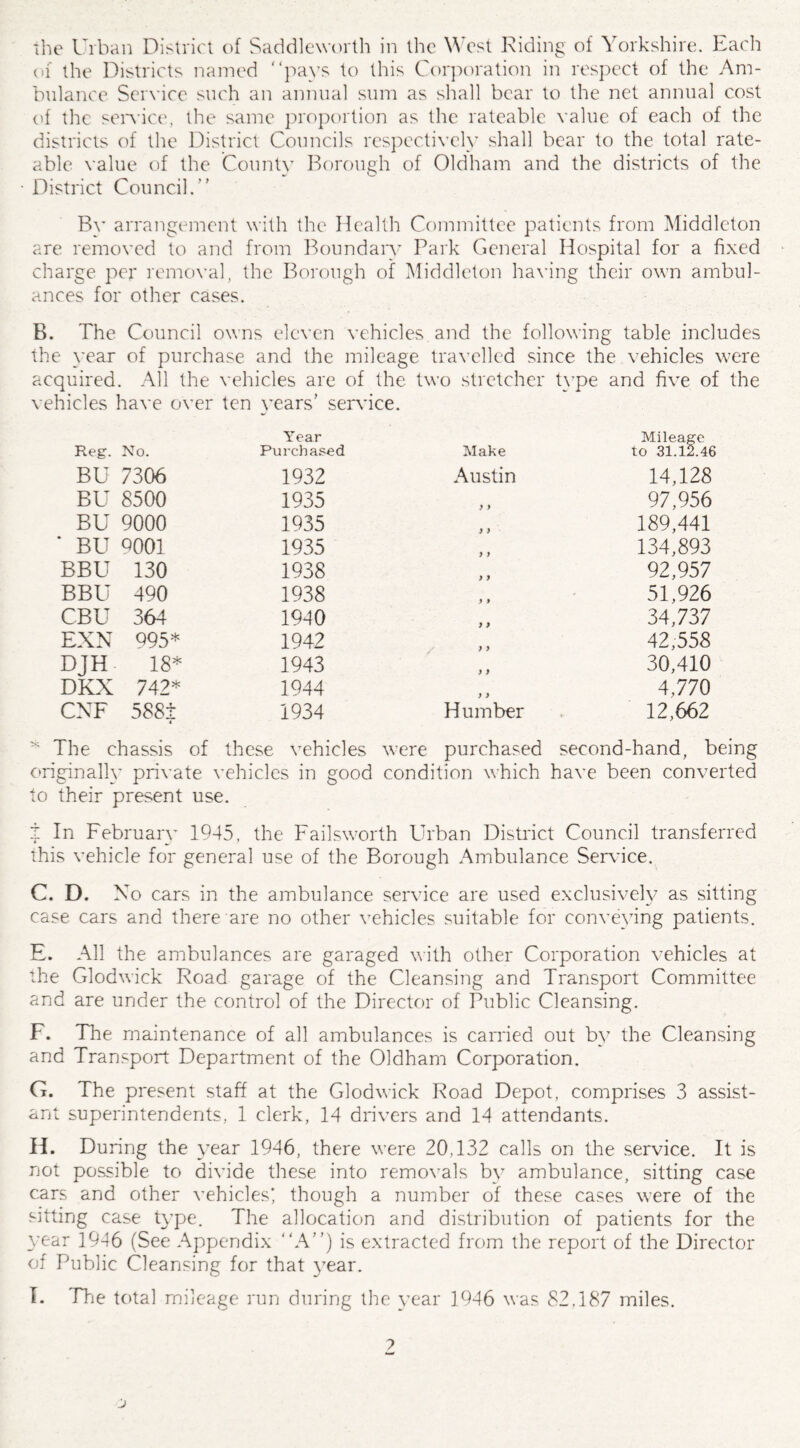 the Urban District of Saddleworth in the West Riding of Yorkshire. Each
of the Districts named “pays to this Corporation in respect of the Am-
bulance Service such an annual sum as shall bear to the net annual cost
of the service, the same proportion as the rateable value of each of the
districts of the District Councils respectively shall bear to the total rate-
able value of the County Borough of Oldham and the districts of the
District Council.”
By arrangement with the Health Committee patients from Middleton
are removed to and from Boundary Park General Hospital for a fixed
charge per removal, the Borough of Middleton having their own ambul-
ances for other cases.
B. The Council owns eleven vehicles and the following table includes
the year of purchase and the mileage travelled since the vehicles were
acquired. All the vehicles are of the two stretcher type and five of the
vehicles have over ten years’ service.
Reg. No. Year Purchased Make Mileage to 31.12.46
BU 7306 1932 Austin 14,128
BU 8500 1935 ,, 97,956
BU 9000 1935 ,, 189,441
BU 9001 1935 ,, 134,893
BBU 130 1938 ,, 92,957
BBU 490 1938 ,, 51,926
CBU 364 1940 ,, 34,737
EXN 995* 1942 ,, 42,558
DJH 18* 1943 ,, 30,410
DKX 742* 1944 ,, 4,770
CNF 588‡ 1934 Humber 12,662
* The chassis of these vehicles were purchased second-hand, being
originally private vehicles in good condition which have been converted
to their present use.
‡ In February 1945, the Failsworth Urban District Council transferred
this vehicle for general use of the Borough Ambulance Service.
C. D. No cars in the ambulance service are used exclusively as sitting
case cars and there are no other vehicles suitable for conveying patients.
E. All the ambulances are garaged with other Corporation vehicles at
the Glodwick Road garage of the Cleansing and Transport Committee
and are under the control of the Director of Public Cleansing.
F. The maintenance of all ambulances is carried out by the Cleansing
and Transport Department of the Oldham Corporation.
G. The present staff at the Glodwick Road Depot, comprises 3 assist-
ant superintendents, 1 clerk, 14 drivers and 14 attendants.
H. During the year 1946, there were 20,132 calls on the service. It is
not possible to divide these into removals by ambulance, sitting case
cars and other vehicles; though a number of these cases were of the
sitting case type. The allocation and distribution of patients for the
year 1946 (See Appendix “A”) is extracted from the report of the Director
of Public Cleansing for that year.
I. The total mileage run during the year 1946 was 82,187 miles.
2